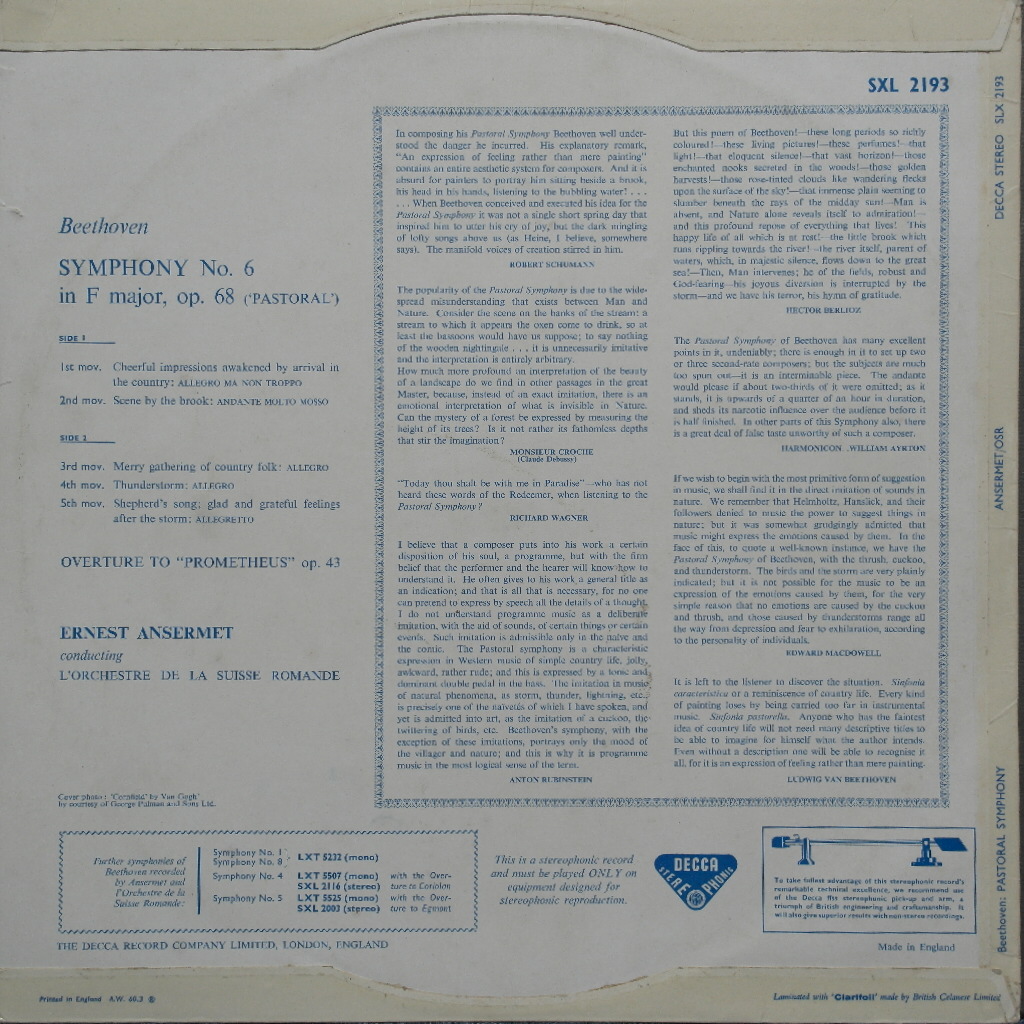 SXL 2193
Beethoven
SYMPHONY No. 6
in F major, op. 68 ('PASTORAL')
SIDE 1
1st mov. Cheerful impressions awakened by arrival in
the country: ALLEGRO MA NON TROPPO
2nd mov. Scene by the brook: ANDANTE MOLTO MOSSO
SIDE 2
3rd mov. Merry gathering of country folk: ALLEGRO
4th mov. Thunderstorm: ALLEGRO
5th mov. Shepherd's song; glad and grateful feelings
after the storm: ALLEGRETTO
OVERTURE TO "PROMETHEUS" op. 43
ERNEST ANSERMET
conducting
L'ORCHESTRE DE LA SUISSE ROMANDE
Cover photo: 'Cornfield' by Van Gogh
by courtesy of George Pulman and Sons Ltd.
In composing his Pastoral Symphony Beethoven well under-
stood the danger he incurred. His explanatory remark,
"An expression of feeling rather than mere painting"
contains an entire aesthetic system for composers. And it is
absurd for painters to portray him sitting beside a brook,
his head in his hands, listening to the bubbling water! . . .
. . . When Beethoven conceived and executed his idea for the
Pastoral Symphony it was not a single short spring day that
inspired him to utter his cry of joy, but the dark mingling
of lofty songs above us (as Heine, I believe, somewhere
says). The manifold voices of creation stirred in him.
ROBERT SCHUMANN
The popularity of the Pastoral Symphony is due to the wide-
spread misunderstanding that exists between Man and
Nature. Consider the scene on the banks of the stream: a
stream to which it appears the oxen come to drink, so at
least the bassoons would have us suppose; to say nothing
of the wooden nightingale . . . it is unnecessarily imitative
and the interpretation is entirely arbitrary.
How much more profound an interpretation of the beauty
of a landscape do we find in other passages in the great
Master, because, instead of an exact imitation, there is an
emotional interpretation of what is invisible in Nature.
Can the mystery of a forest be expressed by measuring the
height of its trees? Is it not rather its fathomless depths
that stir the imagination?
MONSIEUR CROCHE
(Claude Debussy)
"Today thou shalt be with me in Paradise"—who has not
heard these words of the Redeemer, when listening to the
Pastoral Symphony?
RICHARD WAGNER
I believe that a composer puts into his work a certain
disposition of his soul, a programme, but with the firm
belief that the performer and the hearer will know how to
understand it. He often gives to his work a general title as
an indication; and that is all that is necessary, for no one
can pretend to express by speech all the details of a thought.
I do not understand programme music as a deliberate
imitation, with the aid of sounds, of certain things or certain
events. Such imitation is admissible only in the naïve and
the comic. The Pastoral symphony is a characteristic
expression in Western music of simple country life, jolly,
awkward, rather rude; and this is expressed by a tonic and
dominant double pedal in the bass. The imitation in music
of natural phenomena, as storm, thunder, lightning, etc.,
is precisely one of the naïvetés of which I have spoken, and
yet is admitted into art, as the imitation of a cuckoo, the
twittering of birds, etc. Beethoven's symphony, with the
exception of these imitations, portrays only the mood of
the villager and nature; and this is why it is programme
music in the most logical sense of the term.
ANTON RUBINSTEIN
But this poem of Beethoven!—these long periods so richly
coloured!—these living pictures!—these perfumes!—that
light!—that eloquent silence!—that vast horizon!—those
enchanted nooks secreted in the woods!—those golden
harvests!—those rose-tinted clouds like wandering flecks
upon the surface of the sky!—that immense plain seeming to
slumber beneath the rays of the midday sun!—Man is
absent, and Nature alone reveals itself to admiration!—
and this profound repose of everything that lives! This
happy life of all which is at rest!—the little brook which
runs rippling towards the river!—the river itself, parent of
waters, which, in majestic silence, flows down to the great
sea!—Then, Man intervenes; he of the fields, robust and
God-fearing—his joyous diversion is interrupted by the
storm—and we have his terror, his hymn of gratitude.
HECTOR BERLIOZ
The Pastoral Symphony of Beethoven has many excellent
points in it, undeniably; there is enough in it to set up two
or three second-rate composers; but the subjects are much
too spun out—it is an interminable piece. The andante
would please if about two-thirds of it were omitted; as it
stands, it is upwards of a quarter of an hour in duration,
and sheds its narcotic influence over the audience before it
is half finished. In other parts of this Symphony also, there
is a great deal of false taste unworthy of such a composer.
HARMONICON. WILLIAM AYRTON
If we wish to begin with the most primitive form of suggestion
in music, we shall find it in the direct imitation of sounds in
nature. We remember that Helmholtz, Hanslick, and their
followers denied to music the power to suggest things in
nature; but it was somewhat grudgingly admitted that
music might express the emotions caused by them. In the
face of this, to quote a well-known instance, we have the
Pastoral Symphony of Beethoven, with the thrush, cuckoo,
and thunderstorm. The birds and the storm are very plainly
indicated; but it is not possible for the music to be an
expression of the emotions caused by them, for the very
simple reason that no emotions are caused by the cuckoo
and thrush, and those caused by thunderstorms range all
the way from depression and fear to exhilaration, according
to the personality of individuals.
EDWARD MACDOWELL
It is left to the listener to discover the situation. Sinfonia
caracteristica or a reminiscence of country life. Every kind
of painting loses by being carried too far in instrumental
music. Sinfonia pastorella. Anyone who has the faintest
idea of country life will not need many descriptive titles to
be able to imagine for himself what the author intends.
Even without a description one will be able to recognise it
all, for it is an expression of feeling rather than mere painting.
LUDWIG VAN BEETHOVEN
Further symphonies of
Beethoven recorded
by Ansermet and
l'Orchestre de la
Suisse Romande:
Symphony No. 1
Symphony No. 8 LXT 5232 (mono)
Symphony No. 4 LXT 5507 (mono) with the Over-
SXL 2116 (stereo) ture to Coriolan
Symphony No. 5 LXT 5525 (mono) with the Over-
SXL 2003 (stereo) ture to Egmont
This is a stereophonic record
and must be played ONLY on
equipment designed for
stereophonic reproduction.
DECCA
STEREOPHONIC
To take fullest advantage of this stereophonic record's
remarkable technical excellence, we recommend use
of the Decca ffss stereophonic pick-up and arm, a
triumph of British engineering and craftsmanship. It
will also give superior results with non-stereo recordings.
THE DECCA RECORD COMPANY LIMITED, LONDON, ENGLAND
Made in England
Printed in England A.W. 60.3 ®
Laminated with 'Clarifoil' made by British Celanese Limited
DECCA STEREO SLX 2193
ANSERMET/OSR
Beethoven: PASTORAL SYMPHONY